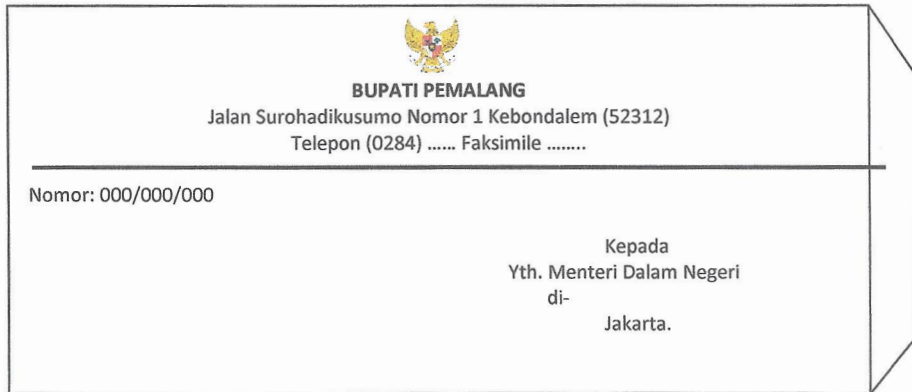 BUPATI PEMALANG
Jalan Surohadikusumo Nomor 1 Kebondalem (52312)
Telepon (0284) ...... Faksimile ........
Nomor: 000/000/000
Kepada
Yth. Menteri Dalam Negeri
di-
Jakarta.